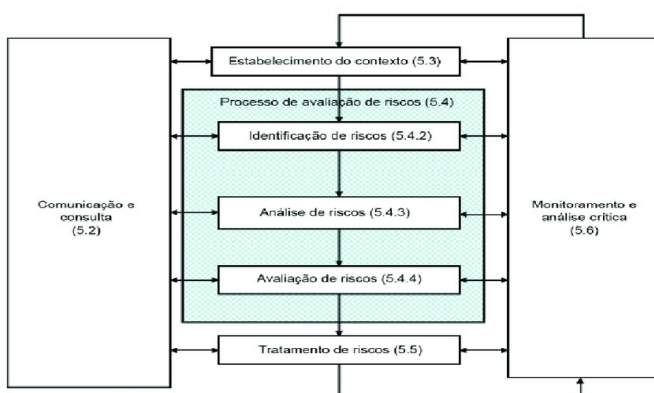 Estabelecimento do contexto (5.3)
Processo de avaliação de riscos (5.4)
Identificação de riscos (5.4.2)
Comunicação e
consulta
(5.2)
Análise de riscos (5.4.3)
Monitoramento e
análise crítica
(5.6)
Avaliação de riscos (5.4.4)
Tratamento de riscos (5.5)